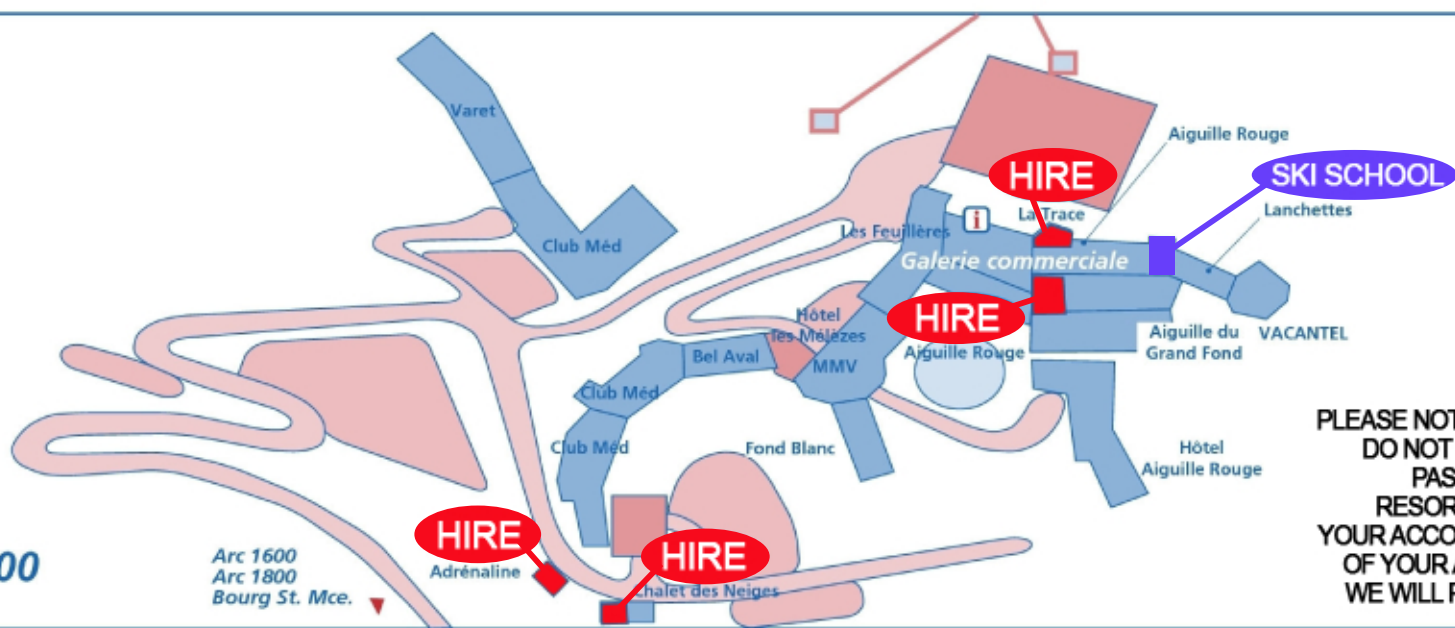 Varet
Club Méd
Aiguille Rouge
HIRE
SKI SCHOOL
i
La Trace
Lanchettes
Les Feuillères
Galerie commerciale
HIRE
Hôtel
les Mélèzes
Aiguille Rouge
Aiguille du
Grand Fond
VACANTEL
Bel Aval
MMV
Club Méd
Club Méd
Fond Blanc
Hôtel
Aiguille Rouge
HIRE
Adrénaline
HIRE
Chalet des Neiges
00
Arc 1600
Arc 1800
Bourg St. Mce.
PLEASE NOT
DO NOT
PAS
RESOR
YOUR ACCO
OF YOUR
WE WILL